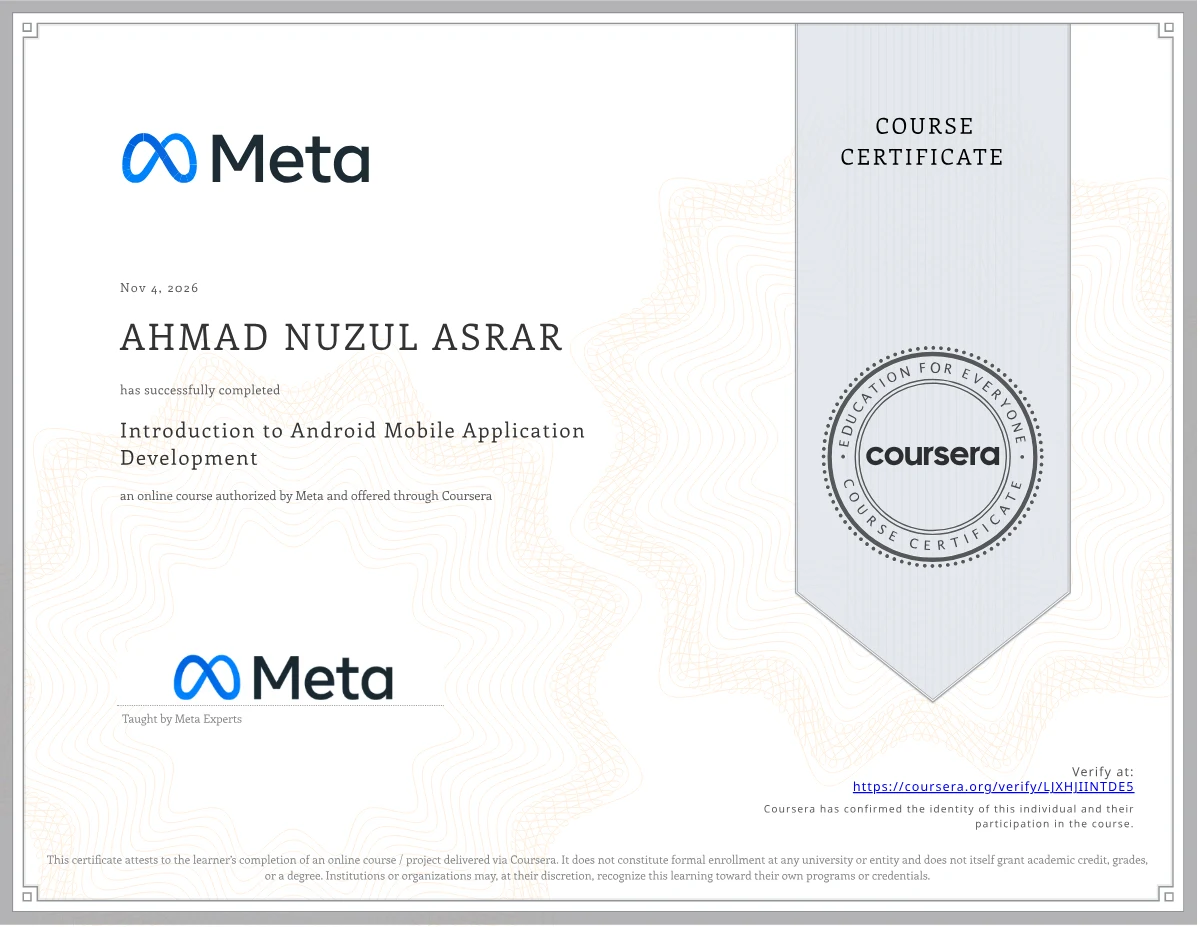 Meta
COURSE
CERTIFICATE
Nov 4, 2026
AHMAD NUZUL ASRAR
has successfully completed
Introduction to Android Mobile Application
Development
an online course authorized by Meta and offered through Coursera
• EDUCATION FOR EVERYONE •
coursera
COURSE CERTIFICATE
Meta
Taught by Meta Experts
Verify at:
https://coursera.org/verify/LJXHJIINTDE5
Coursera has confirmed the identity of this individual and their
participation in the course.
This certificate attests to the learner's completion of an online course / project delivered via Coursera. It does not constitute formal enrollment at any university or entity and does not itself grant academic credit, grades,
or a degree. Institutions or organizations may, at their discretion, recognize this learning toward their own programs or credentials.